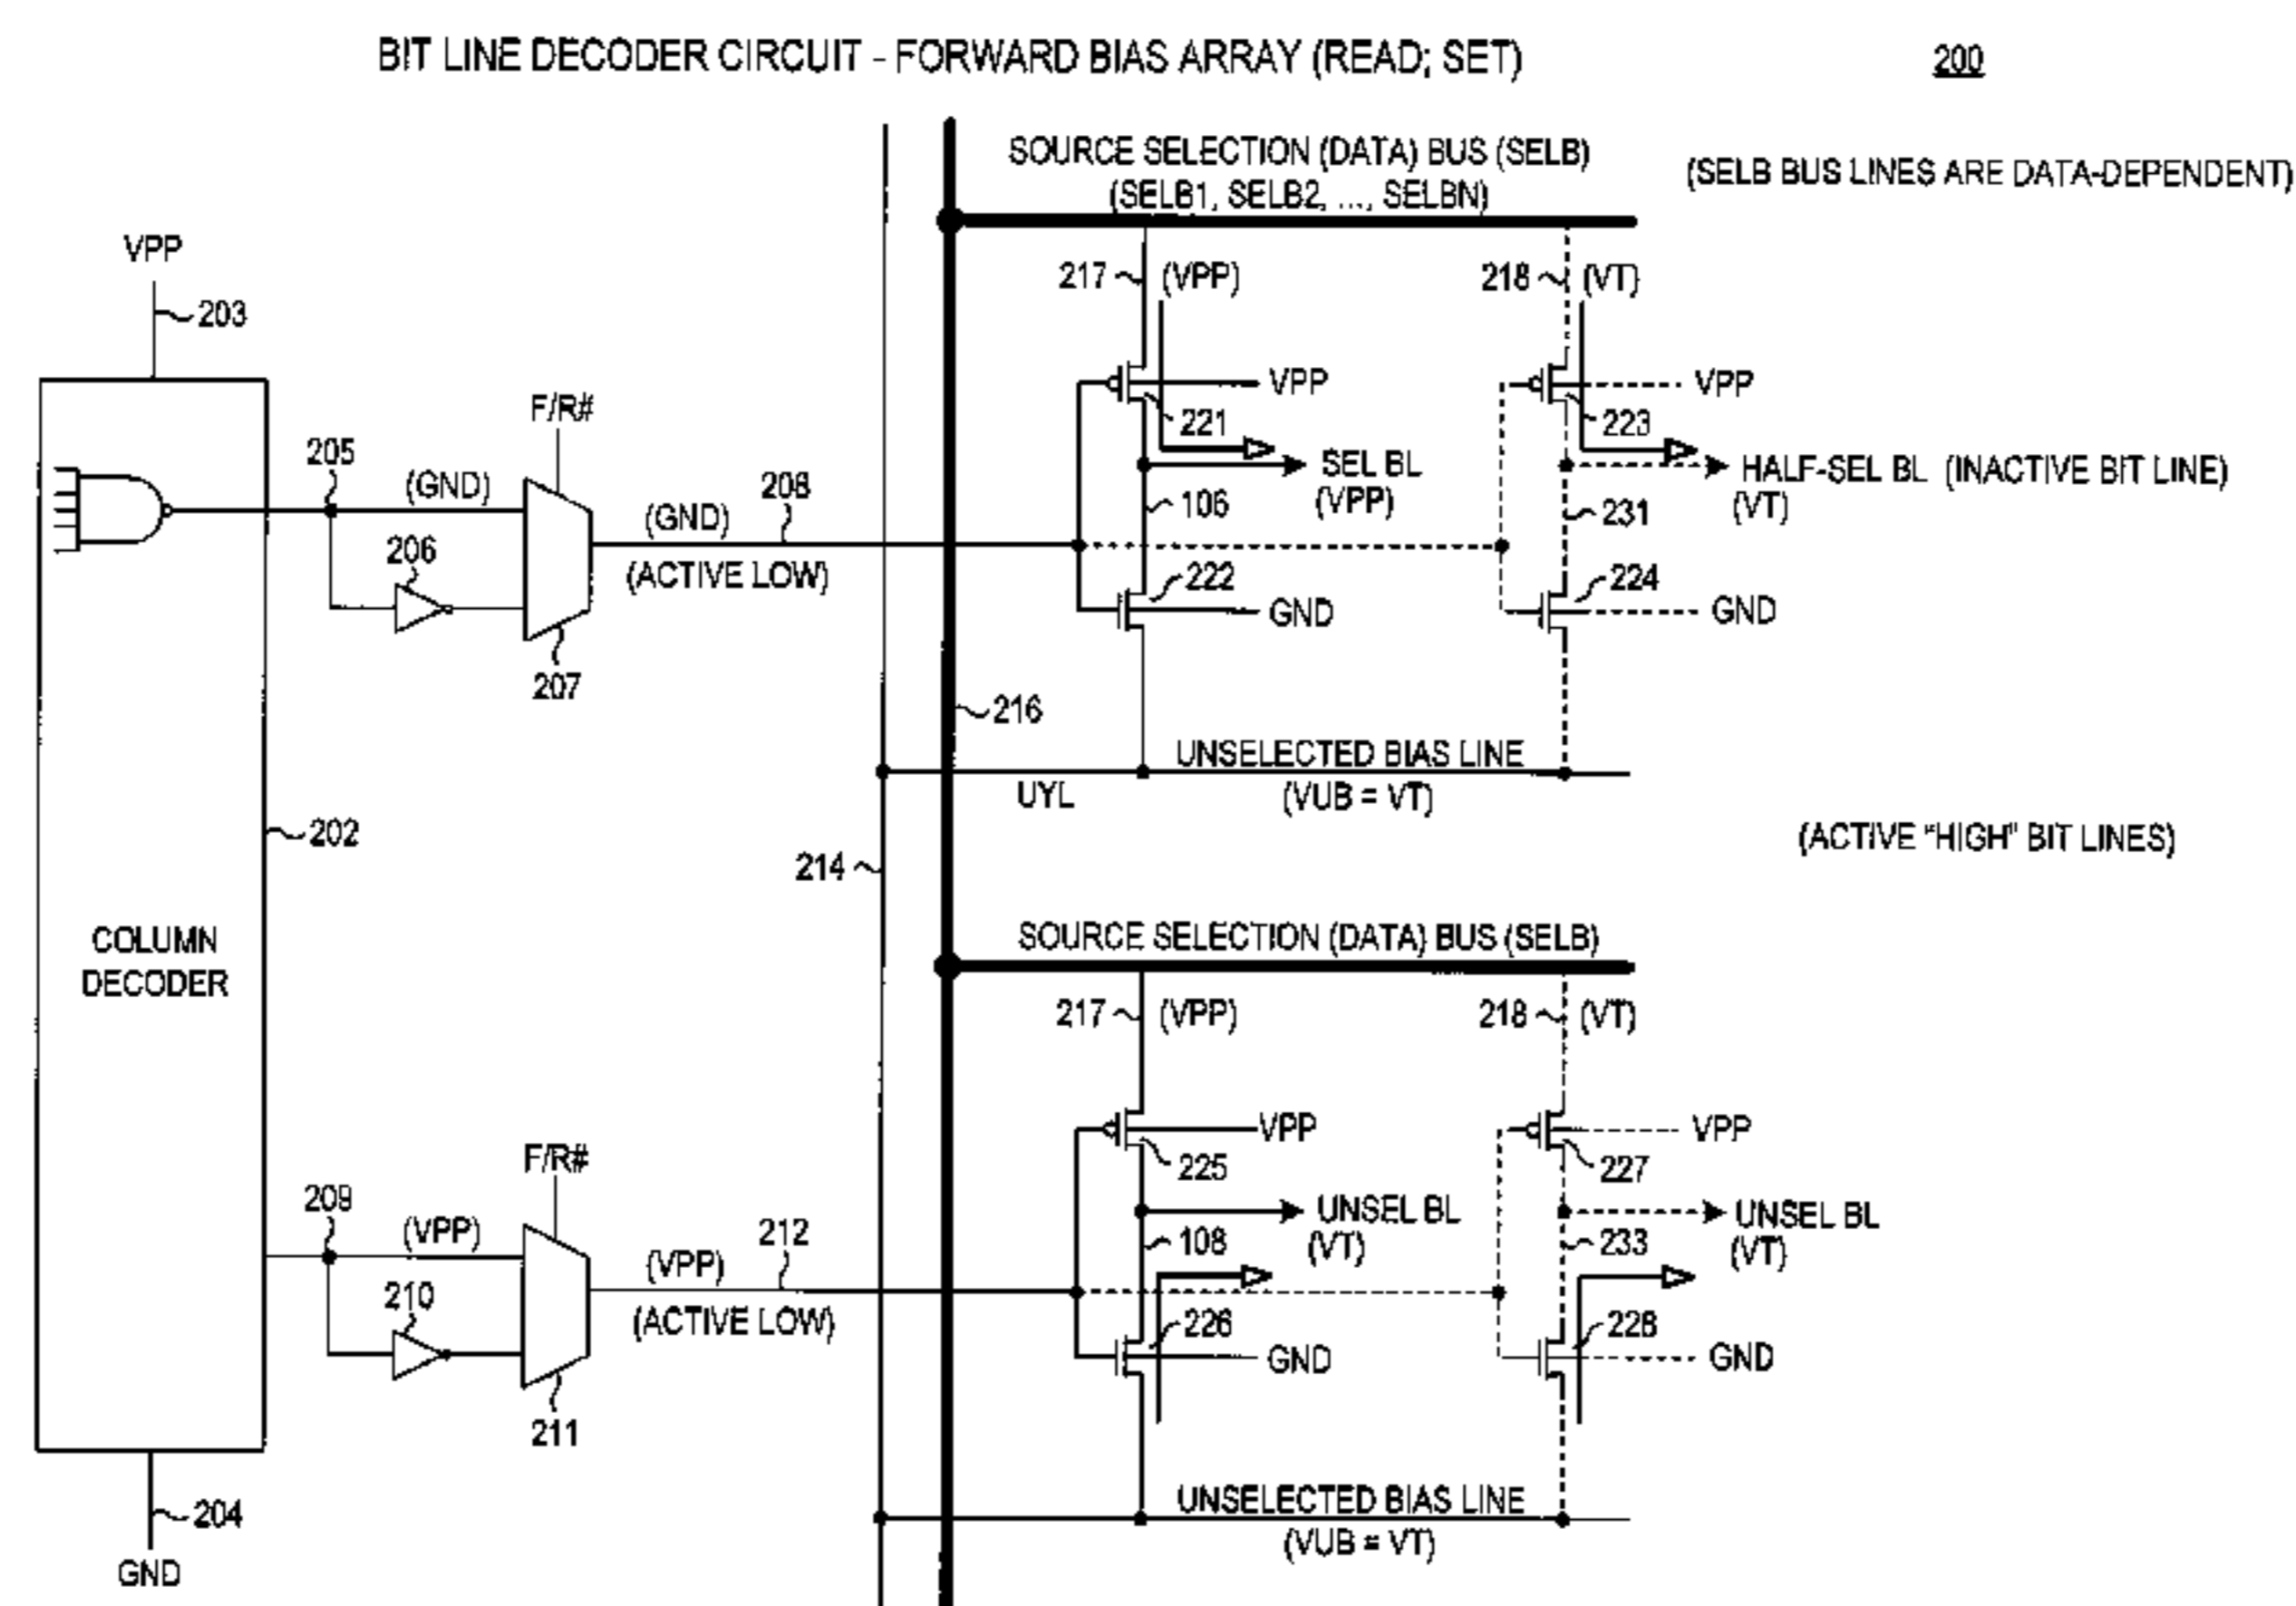 BIT LINE DECODER CIRCUIT - FORWARD BIAS ARRAY (READ; SET)
200
SOURCE SELECTION (DATA) BUS (SELB)
(SELB1, SELB2, ..., SELBN)
(SELB BUS LINES ARE DATA-DEPENDENT)
VPP
203
217
(VPP)
218
(VT)
VPP
VPP
F/R#
221
223
205
(GND)
208
SEL BL
(VPP)
HALF-SEL BL (INACTIVE BIT LINE)
(VT)
(GND)
106
231
206
(ACTIVE LOW)
222
224
GND
GND
207
216
UNSELECTED BIAS LINE
UYL
(VUB = VT)
202
(ACTIVE "HIGH" BIT LINES)
214
COLUMN
DECODER
SOURCE SELECTION (DATA) BUS (SELB)
217
(VPP)
218
(VT)
VPP
VPP
F/R#
225
227
209
(VPP)
212
UNSEL BL
(VT)
UNSEL BL
(VT)
(VPP)
108
233
210
(ACTIVE LOW)
226
228
GND
GND
211
UNSELECTED BIAS LINE
(VUB = VT)
204
GND